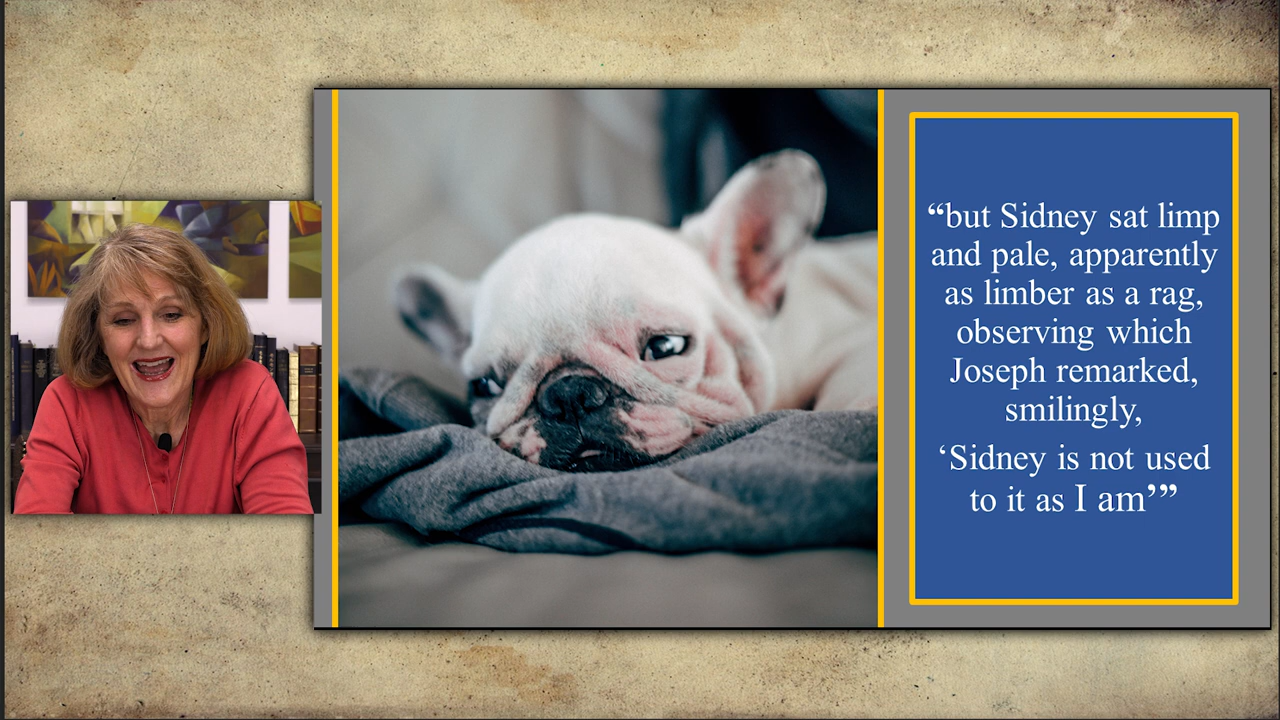 “but Sidney sat limp
and pale, apparently
as limber as a rag,
observing which
Joseph remarked,
smilingly,
‘Sidney is not used
to it as I am’”